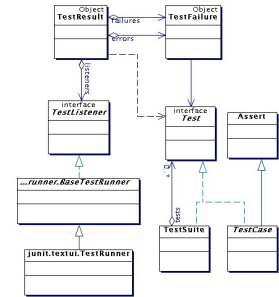 Object
TestResult
Object
TestFailure
failures
errors
listeners
interface
TestListener
interface
Test
Assert
...runner.BaseTestRunner
0..*
tests
junit.textui.TestRunner
TestSuite
TestCase